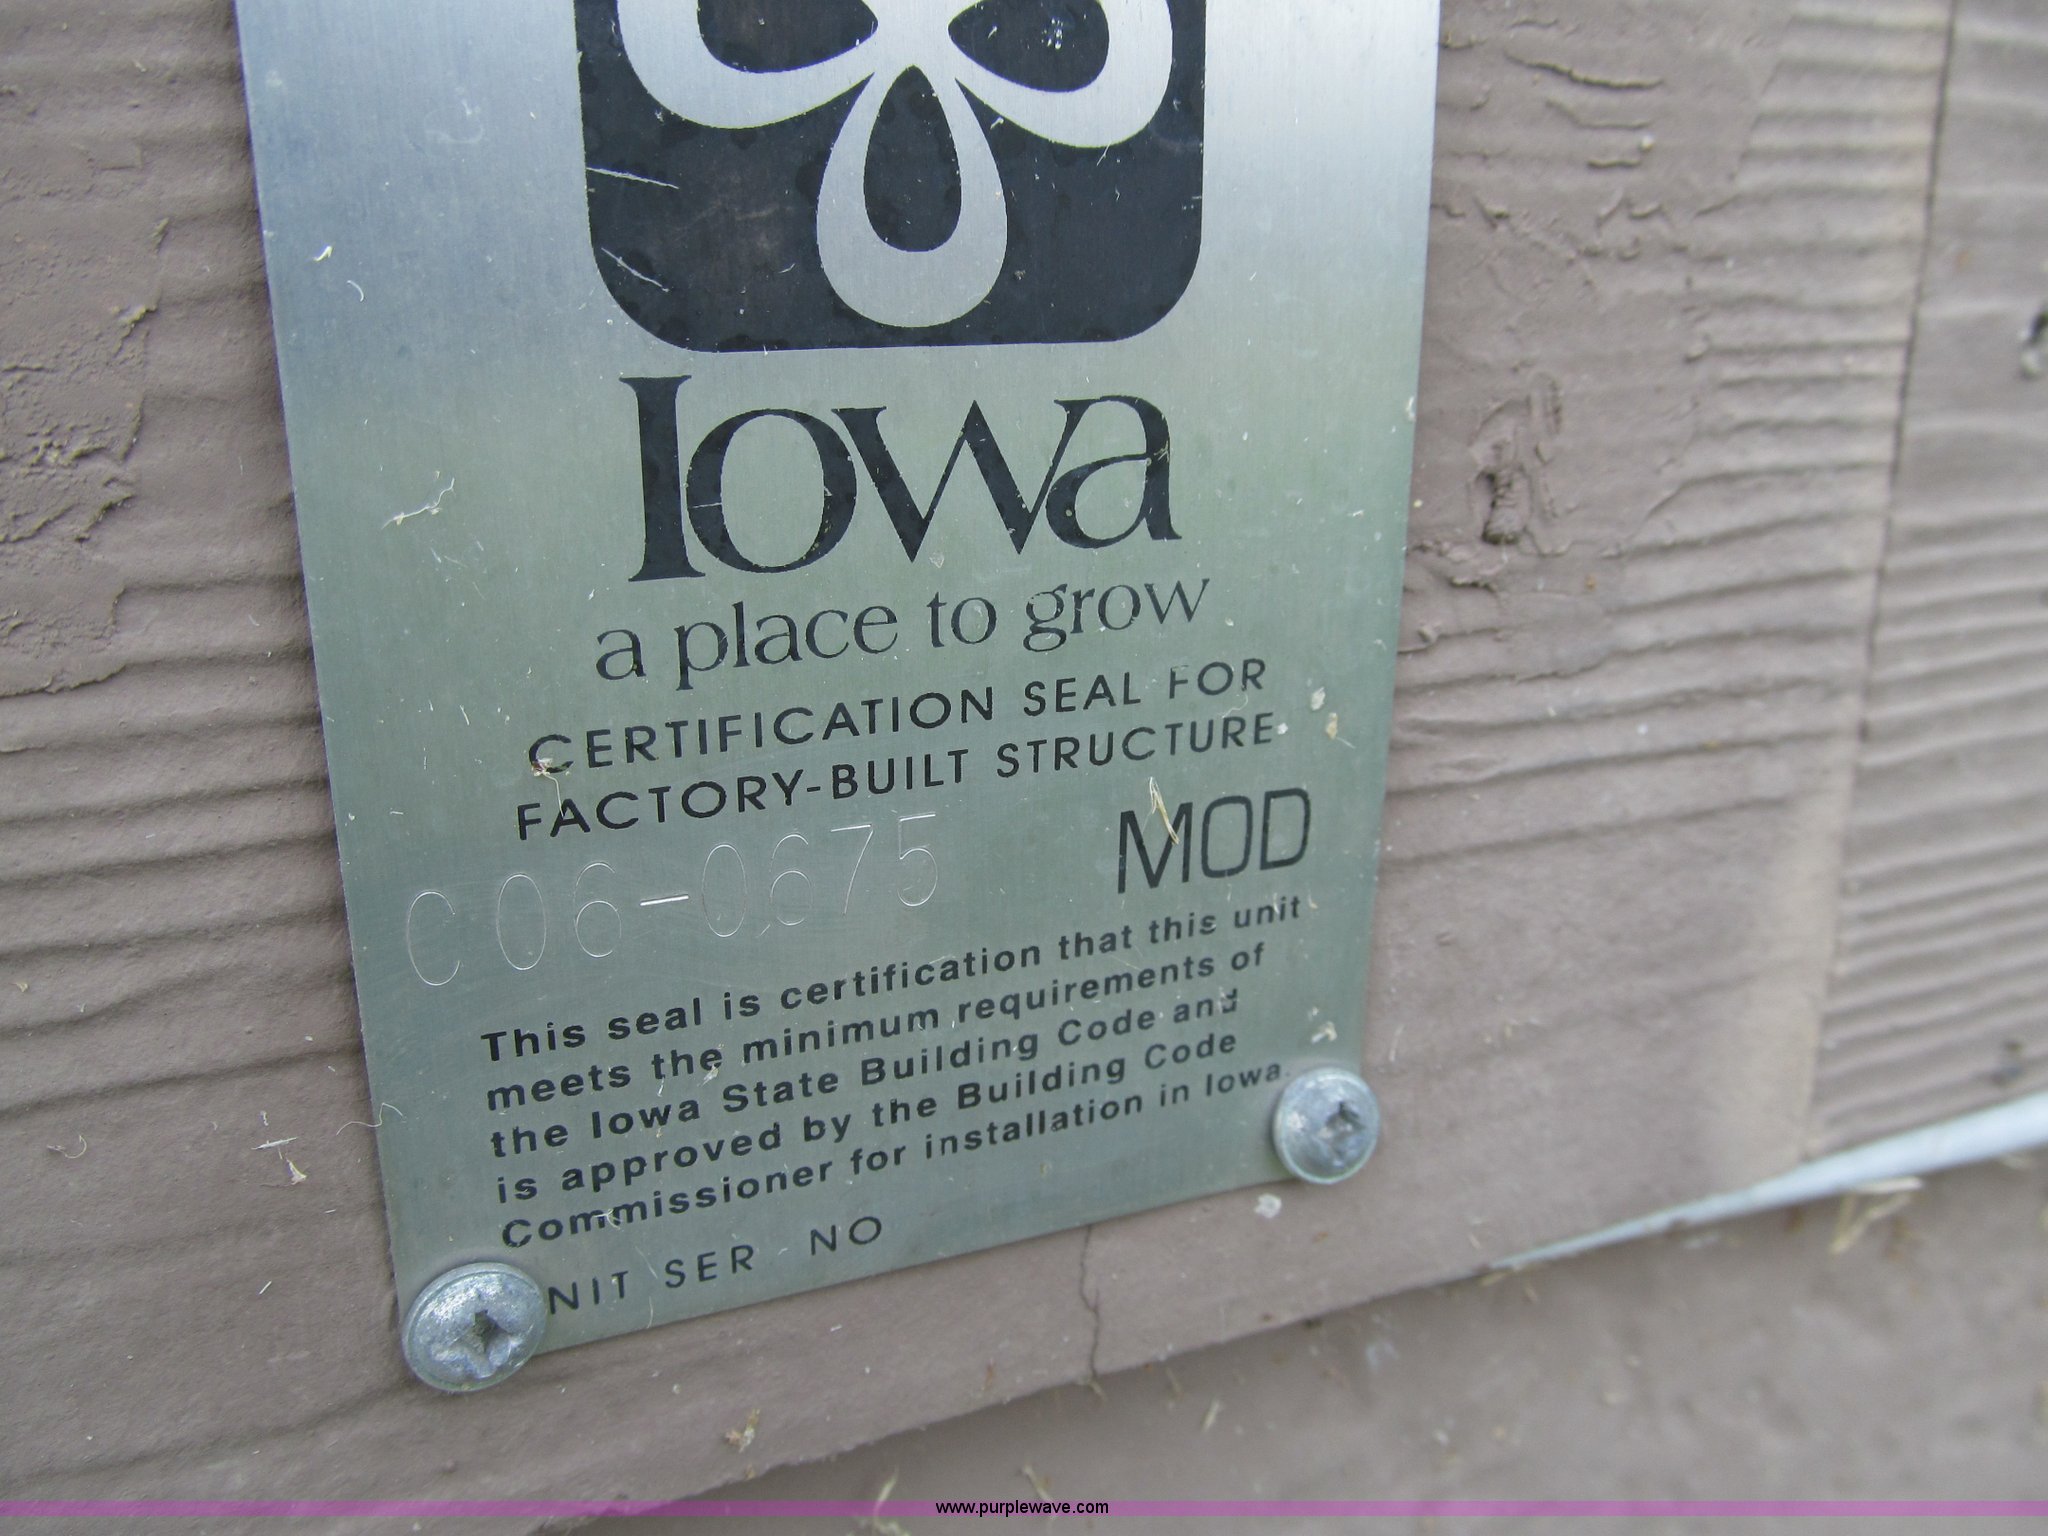 Iowa
a place to grow
CERTIFICATION SEAL FOR
FACTORY-BUILT STRUCTURE
C06-0675 MOD
This seal is certification that this unit
meets the minimum requirements of
the Iowa State Building Code and
is approved by the Building Code
Commissioner for installation in Iowa.
NIT SER NO
www.purplewave.com